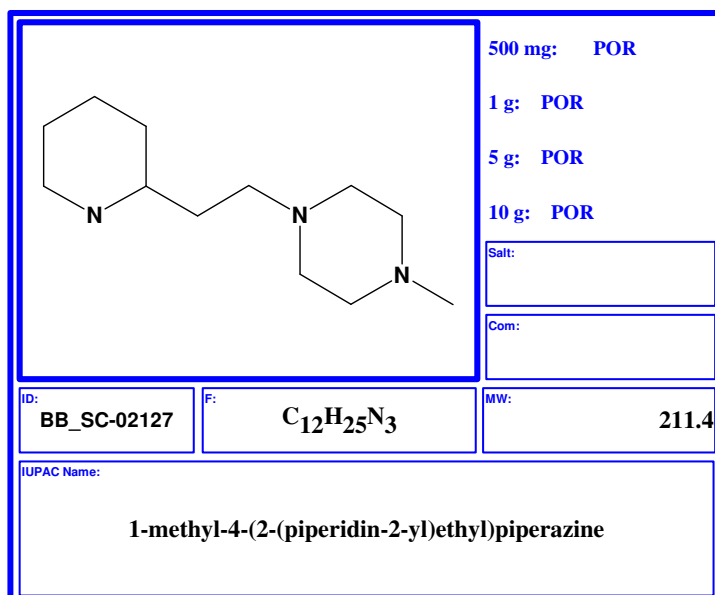 500 mg: POR
1 g: POR
5 g: POR
10 g: POR
N
N
N
Salt:
Com:
ID:
BB_SC-02127
F:
C12H25N3
MW:
211.4
IUPAC Name:
1-methyl-4-(2-(piperidin-2-yl)ethyl)piperazine